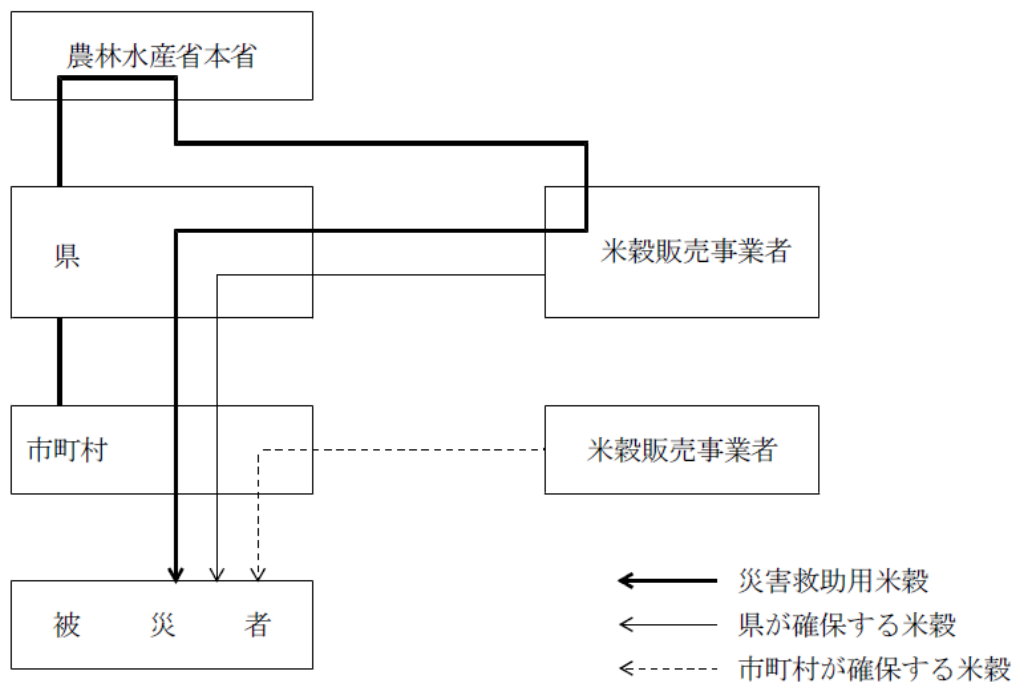 農林水産省本省
県
米穀販売事業者
市町村
米穀販売事業者
被災者
災害救助用米穀
県が確保する米穀
市町村が確保する米穀